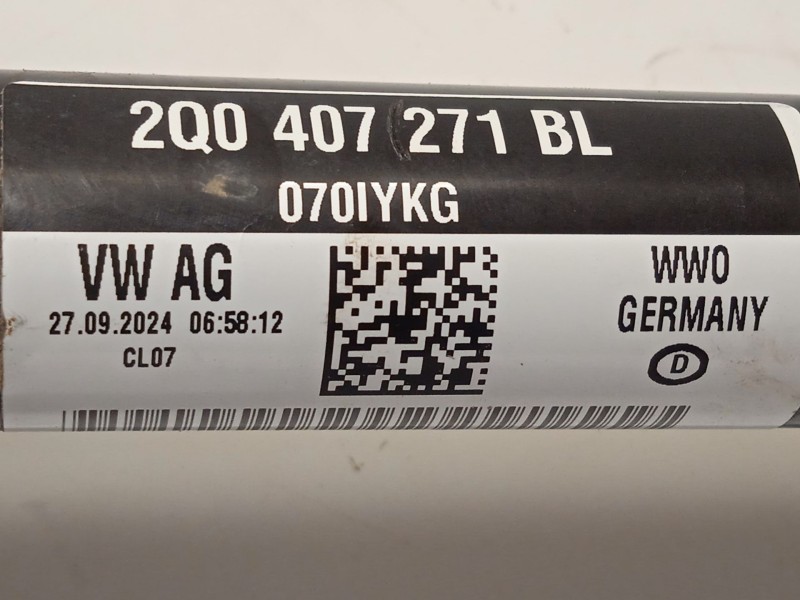 2Q0 407 271 BL
070IYKG
VW AG
27.09.2024 06:58:12
CL07
WWO
GERMANY
D